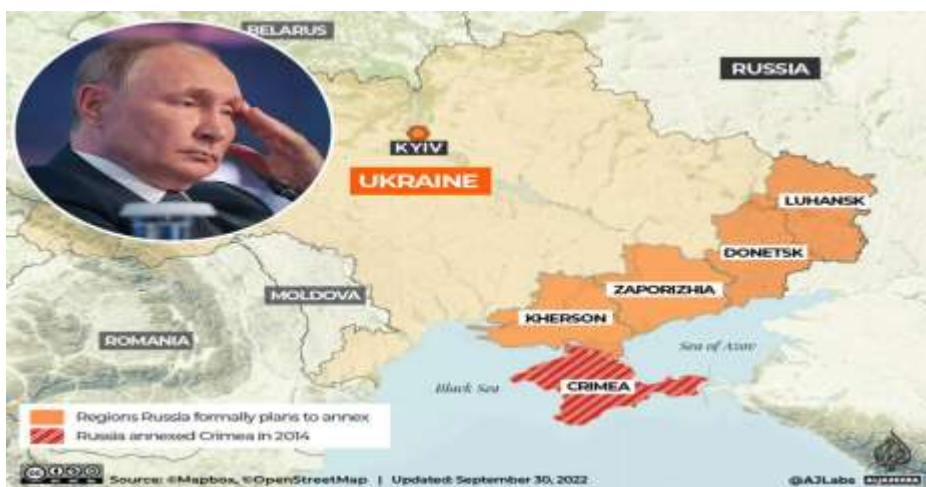 BELARUS
RUSSIA
KYIV
UKRAINE
LUHANSK
DONETSK
ZAPORIZHIA
MOLDOVA
KHERSON
ROMANIA
Sea of Azov
Black Sea
CRIMEA
Regions Russia formally plans to annex
Russia annexed Crimea in 2014
Source: ©Mapbox, ©OpenStreetMap | Updated: September 30, 2022
@AJLabs ALJAZEERA